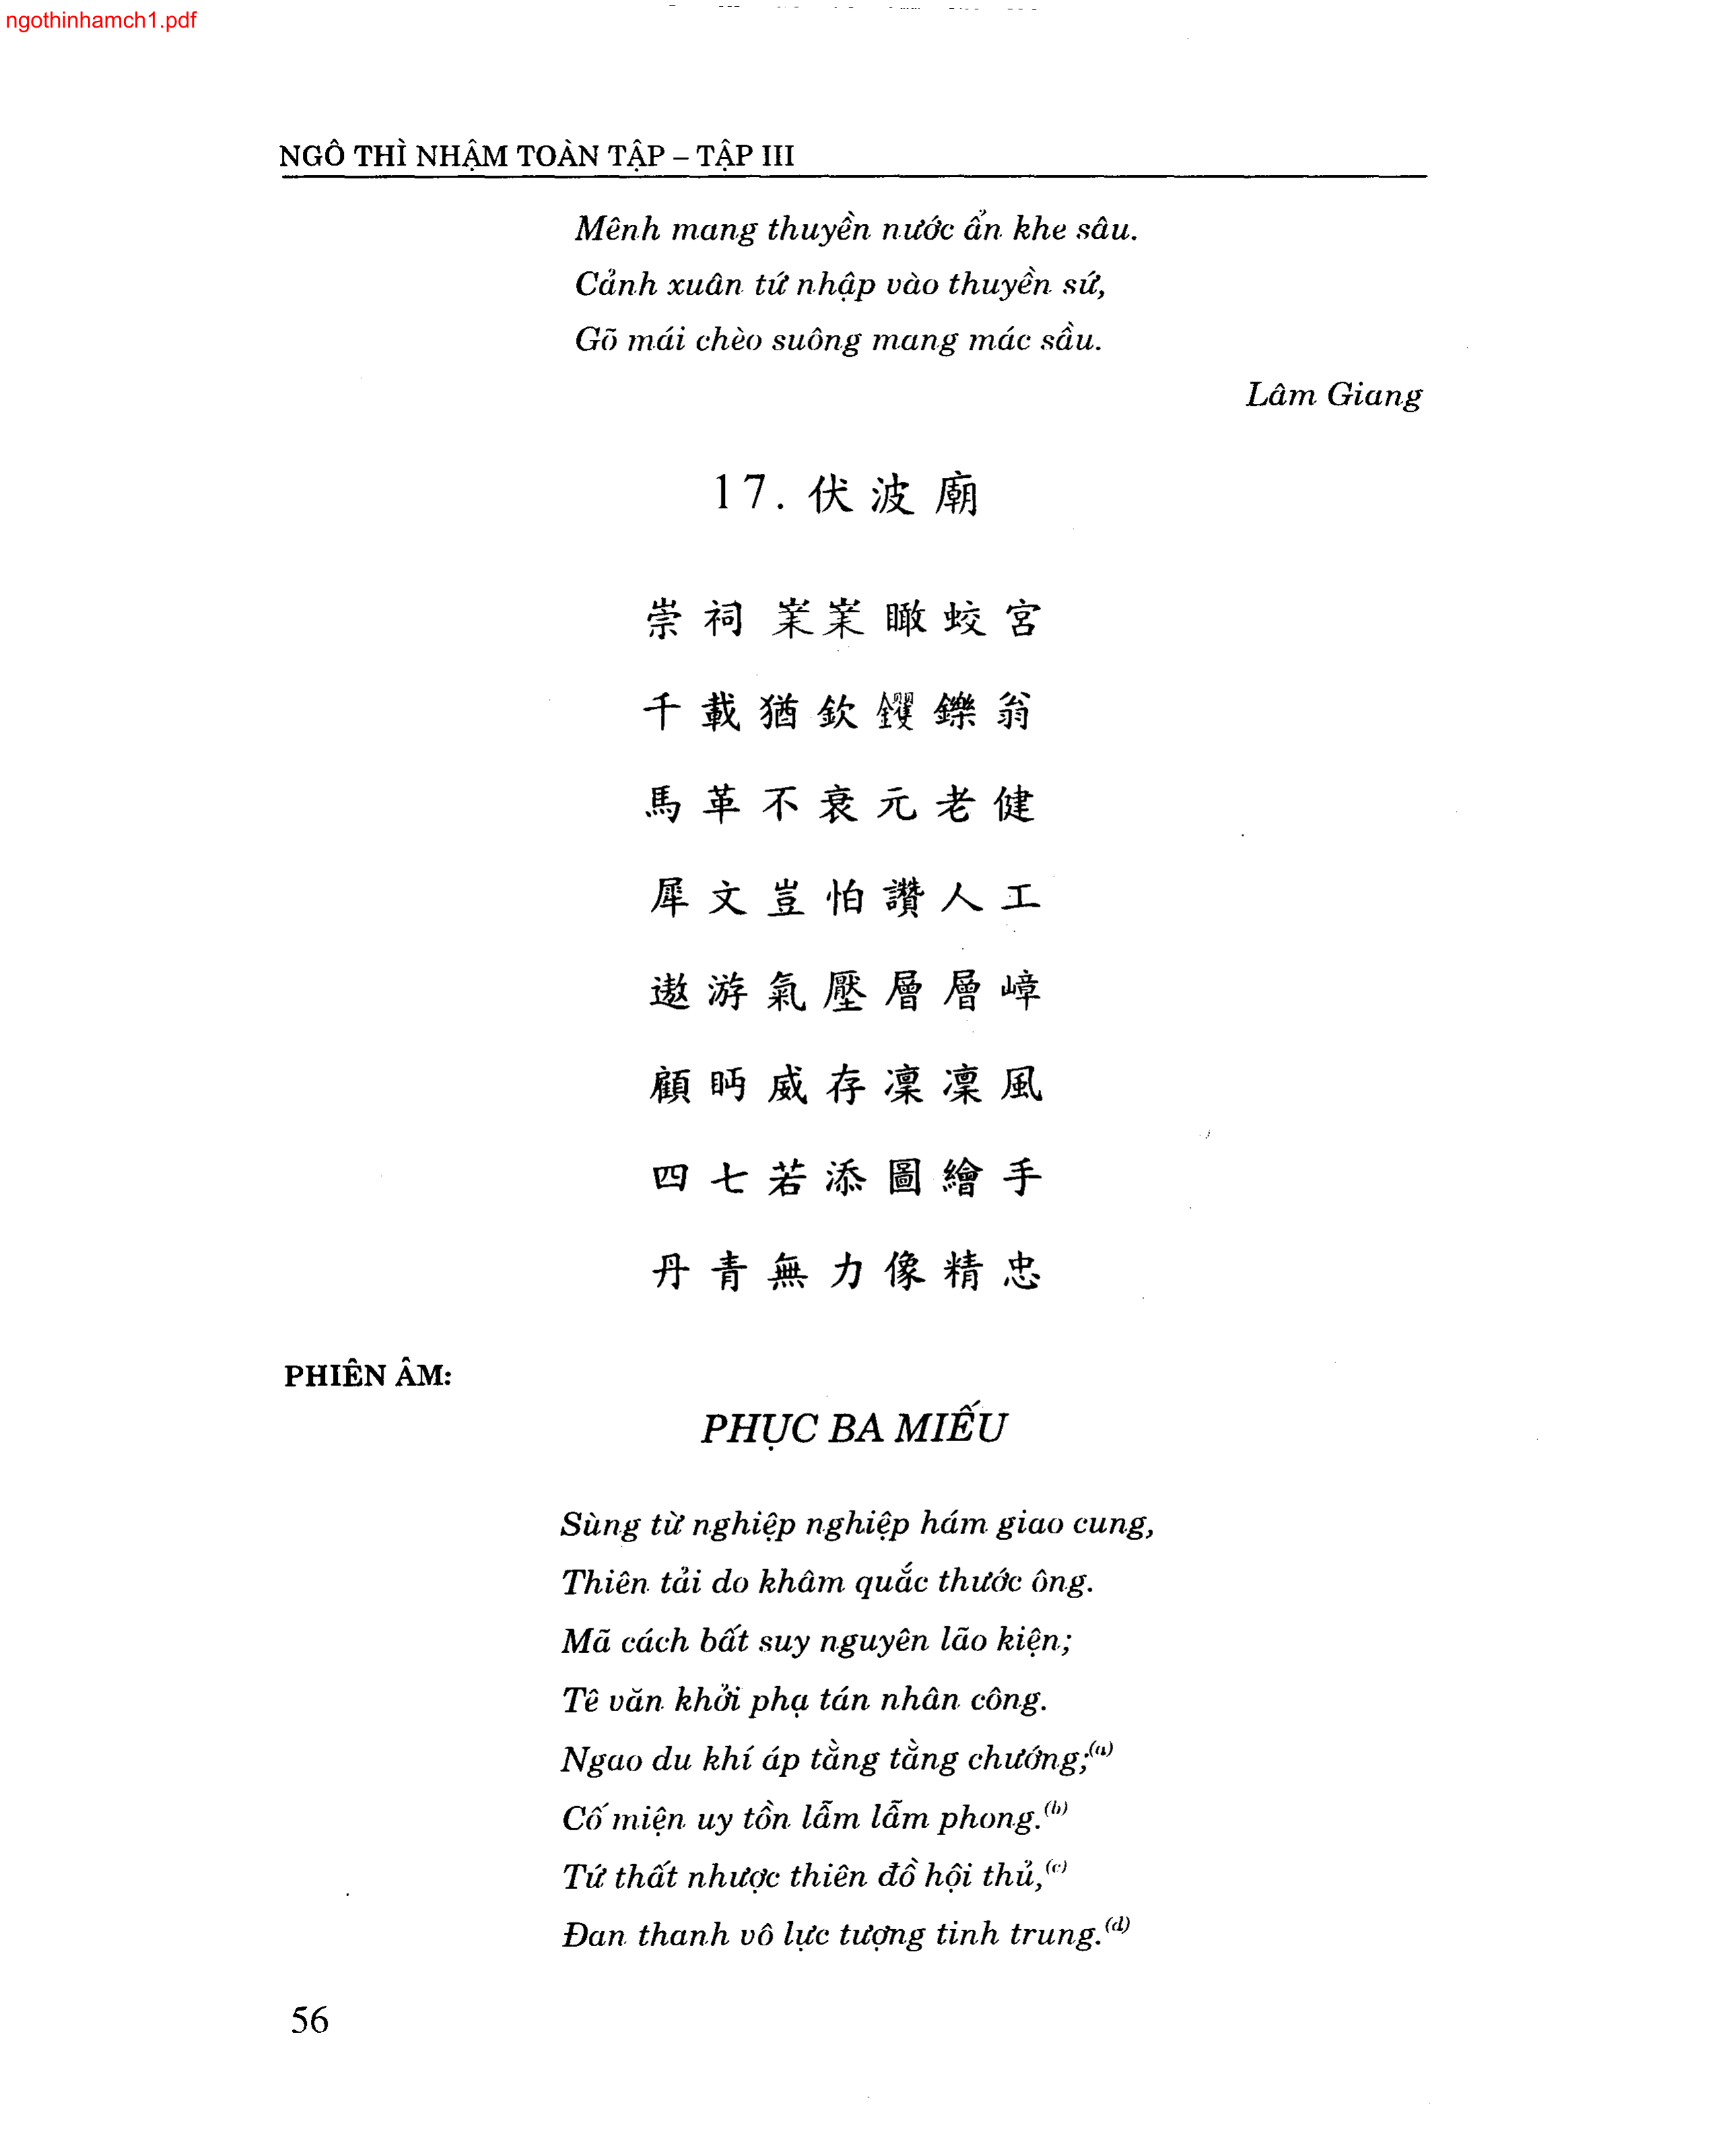 ngothinhamch1.pdf
NGÔ THÌ NHẬM TOÀN TẬP – TẬP III
Mênh mang thuyền nước ẩn khe sâu.
Cảnh xuân tứ nhập vào thuyền sứ,
Gõ mái chèo suông mang mác sầu.
Lâm Giang
17. 伏波廟
崇祠嶪嶪瞰蛟宮
千載猶欽钁鑠翁
馬革不衰元老健
犀文豈怕讚人工
遨游氣壓層層嶂
顧眄威存凜凜風
四七若添圖繪手
丹青無力像精忠
PHIÊN ÂM:
PHỤC BA MIẾU
Sùng từ nghiệp nghiệp hám giao cung,
Thiên tải do khâm quắc thước ông.
Mã cách bất suy nguyên lão kiện;
Tê văn khởi phạ tán nhân công.
Ngao du khí áp tằng tằng chướng;(a)
Cố miện uy tồn lẫm lẫm phong.(b)
Tứ thất nhược thiên đồ hội thủ,(c)
Đan thanh vô lực tượng tinh trung.(d)
56